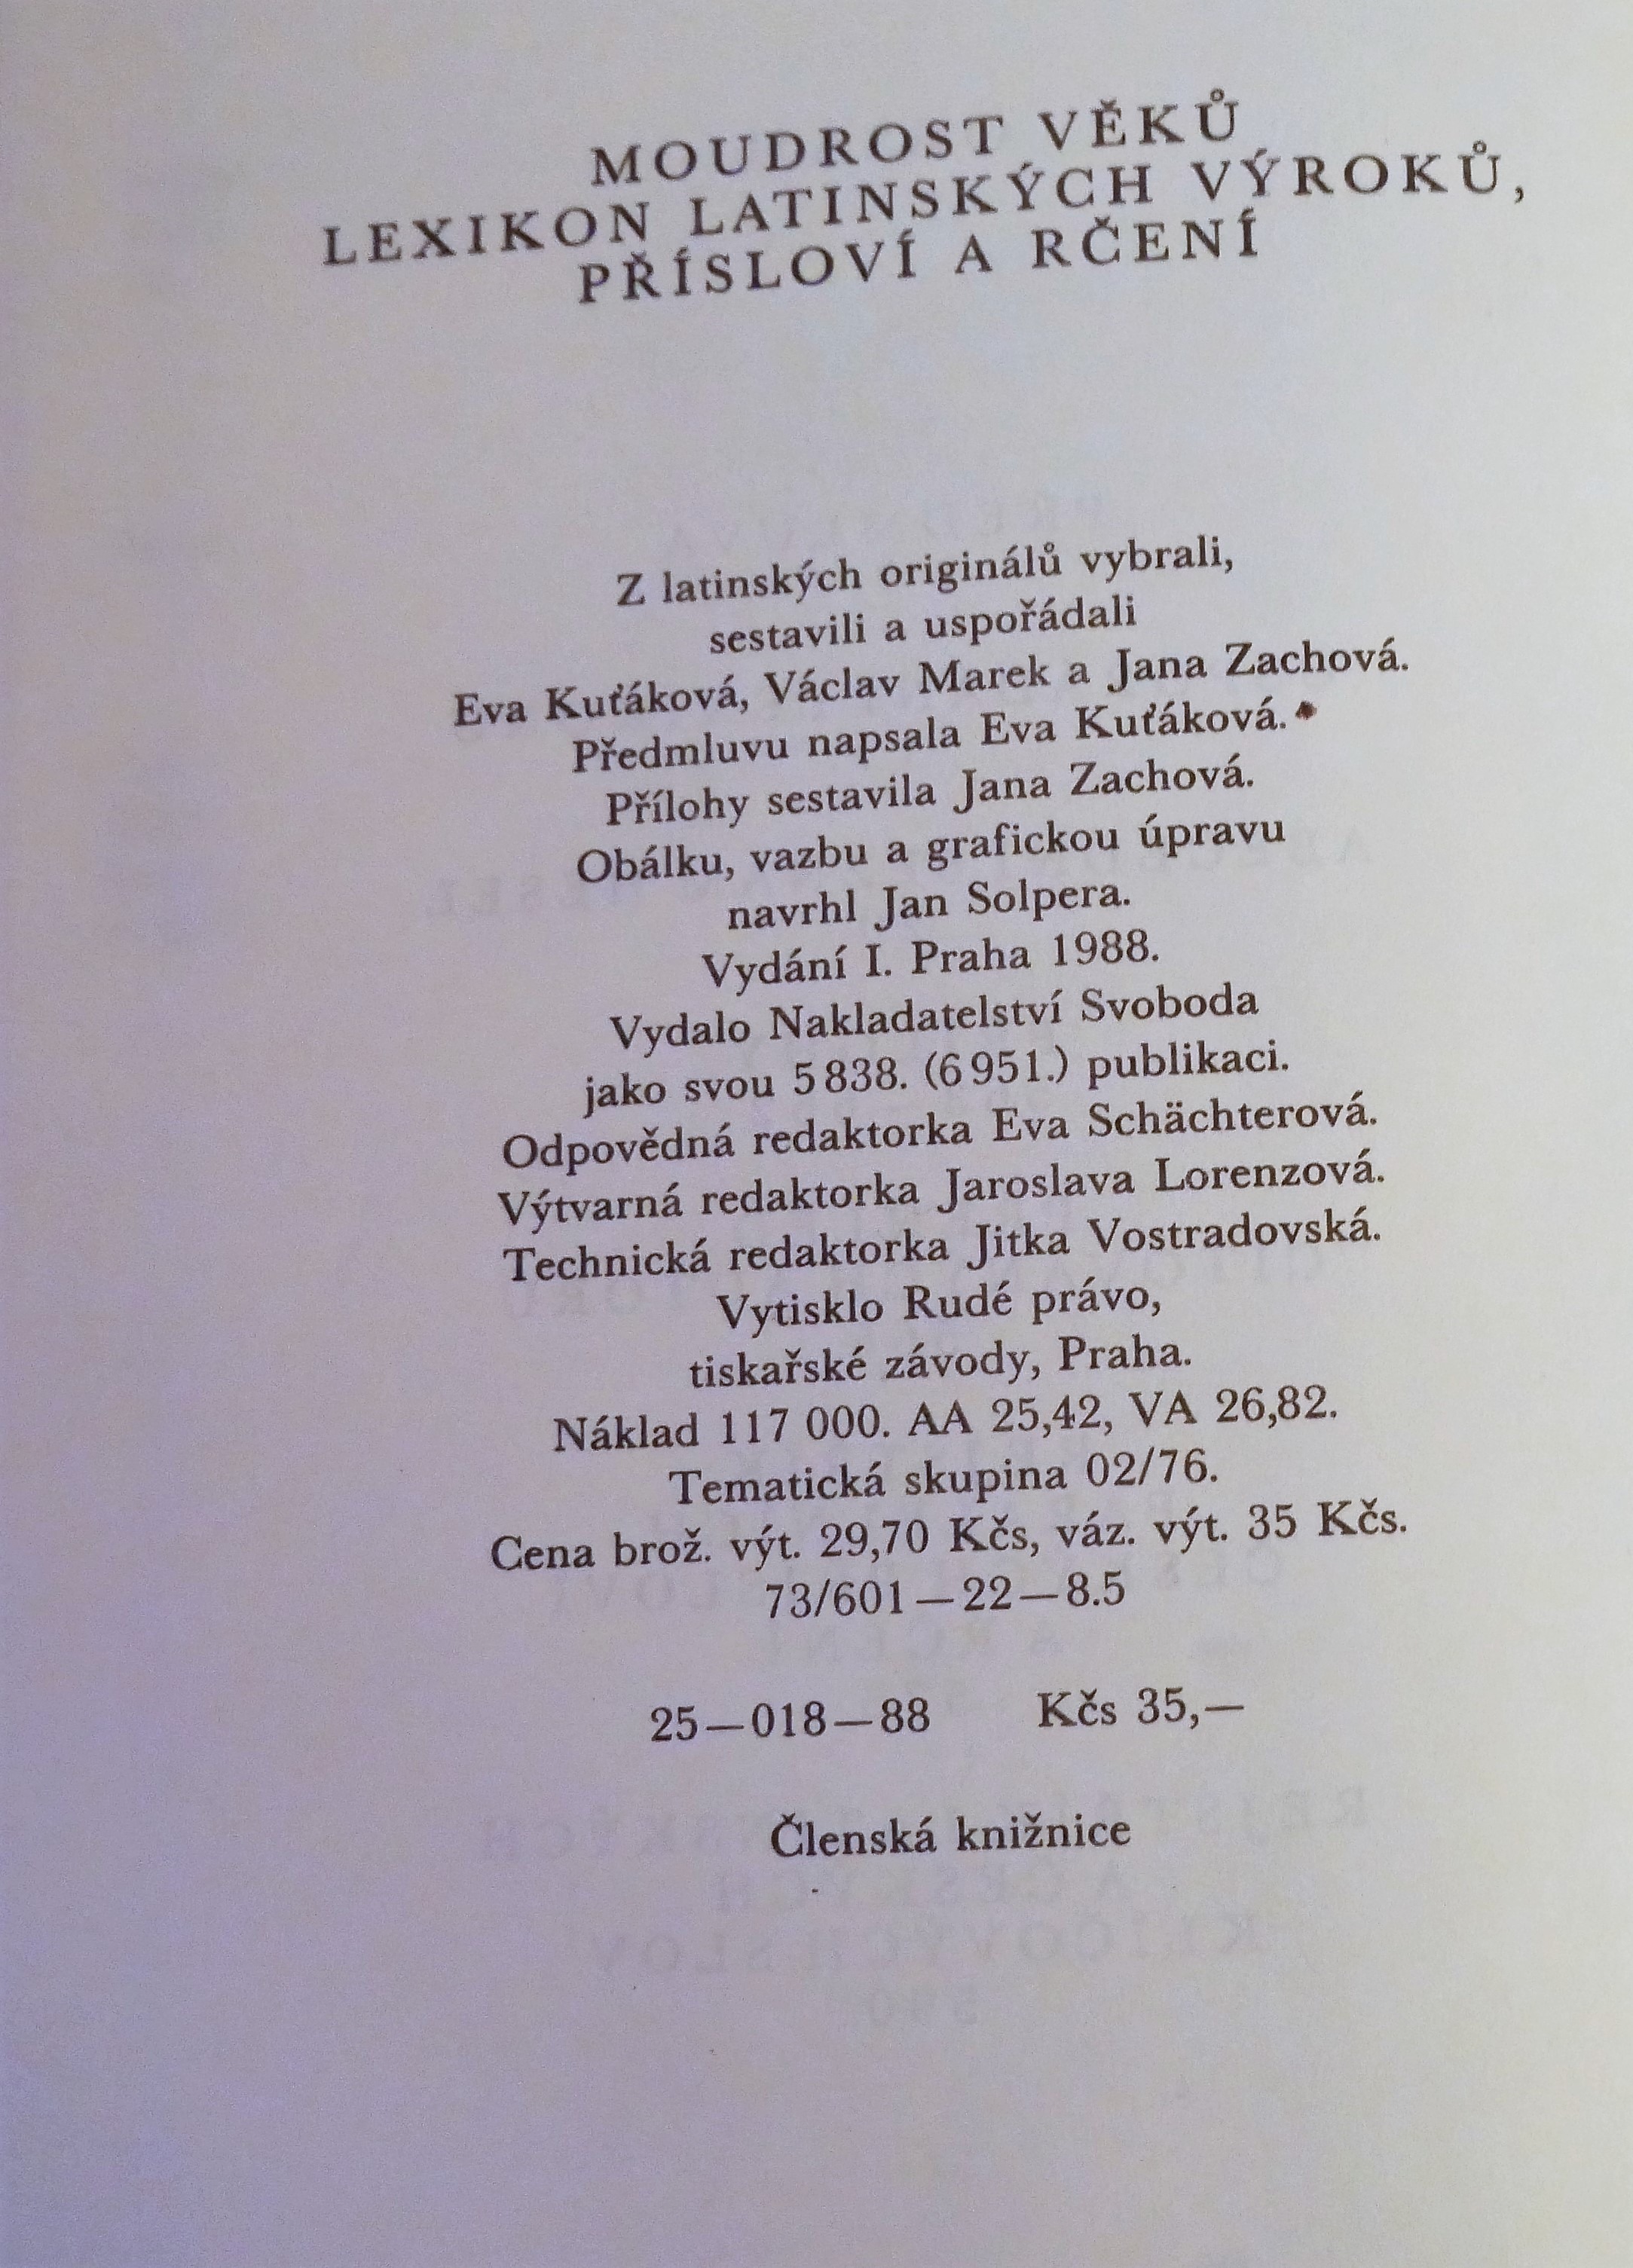 MOUDROST VĚKŮ
LEXIKON LATINSKÝCH VÝROKŮ,
PŘÍSLOVÍ A RČENÍ
Z latinských originálů vybrali,
sestavili a uspořádali
Eva Kuťáková, Václav Marek a Jana Zachová.
Předmluvu napsala Eva Kuťáková.
Přílohy sestavila Jana Zachová.
Obálku, vazbu a grafickou úpravu
navrhl Jan Solpera.
Vydání I. Praha 1988.
Vydalo Nakladatelství Svoboda
jako svou 5 838. (6 951.) publikaci.
Odpovědná redaktorka Eva Schächterová.
Výtvarná redaktorka Jaroslava Lorenzová.
Technická redaktorka Jitka Vostradovská.
Vytisklo Rudé právo,
tiskařské závody, Praha.
Náklad 117 000. AA 25,42, VA 26,82.
Tematická skupina 02/76.
Cena brož. výt. 29,70 Kčs, váz. výt. 35 Kčs.
73/601—22—8.5
25—018—88 Kčs 35,—
Členská knižnice